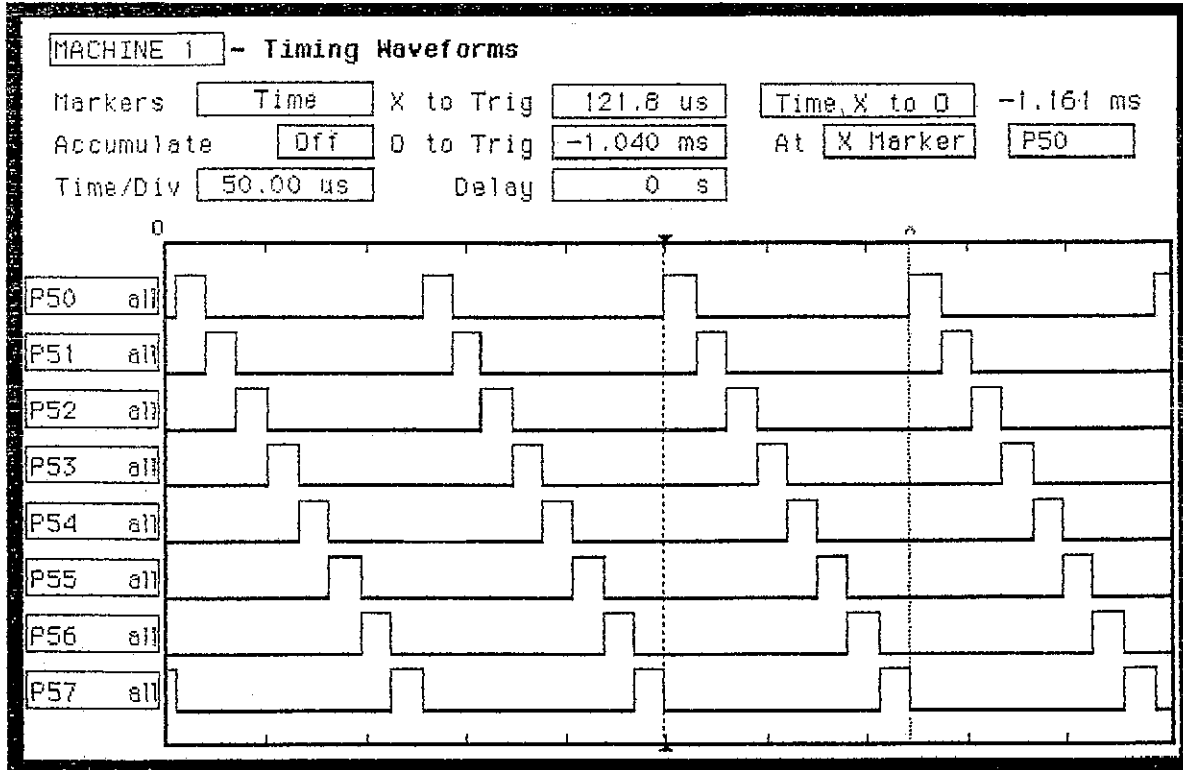 MACHINE 1 - Timing Waveforms
Markers Time X to Trig 121.8 us Time, X to O -1.161 ms
Accumulate Off O to Trig -1.040 ms At X Marker P50
Time/Div 50.00 us Delay 0 s
O
P50 all
P51 all
P52 all
P53 all
P54 all
P55 all
P56 all
P57 all